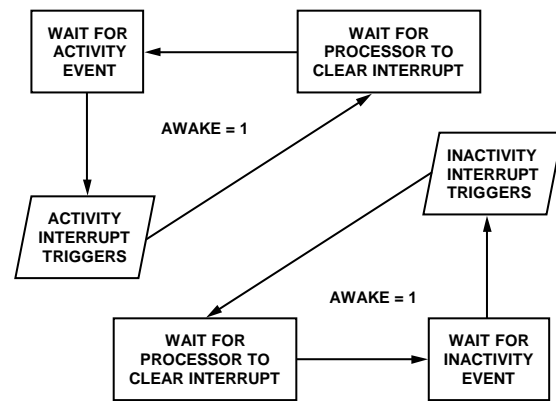 WAIT FOR
ACTIVITY
EVENT
WAIT FOR
PROCESSOR TO
CLEAR INTERRUPT
AWAKE = 1
ACTIVITY
INTERRUPT
TRIGGERS
INACTIVITY
INTERRUPT
TRIGGERS
AWAKE = 1
WAIT FOR
PROCESSOR TO
CLEAR INTERRUPT
WAIT FOR
INACTIVITY
EVENT